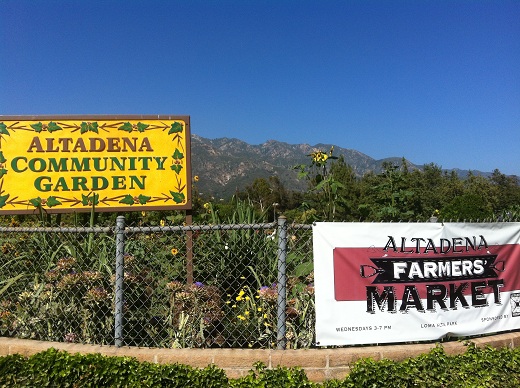 ALTADENA
COMMUNITY
GARDEN
ALTADENA
FARMERS'
MARKET
WEDNESDAYS 3-7 PM LOMA ALTA PARK SPONSORED BY